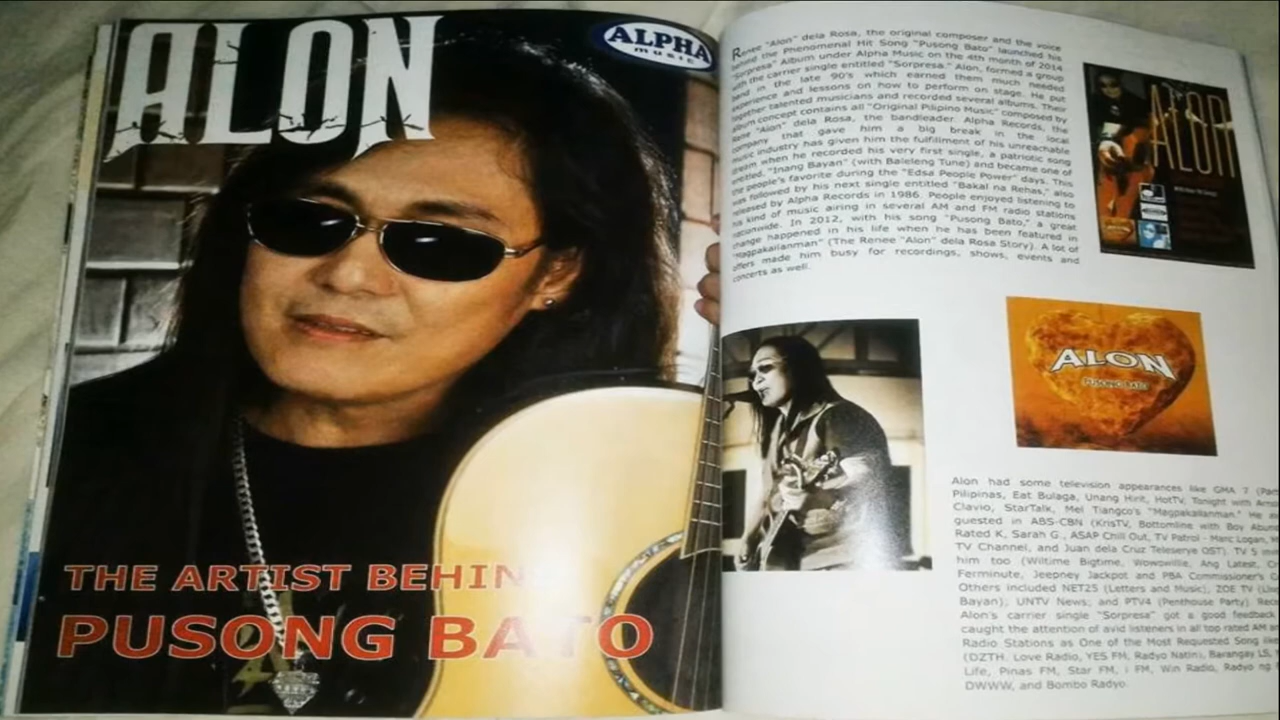 ALON
ALPHA
MUSIC
THE ARTIST BEHIN
PUSONG BATO
Renee "Alon" dela Rosa, the original composer and the voice
behind the Phenomenal Hit Song "Pusong Bato" launched his
"Sorpresa" Album under Alpha Music on the 4th month of 2014
with the carrier single entitled "Sorpresa." Alon, formed a group
band in the late 90's which earned them much needed
experience and lessons on how to perform on stage. He put
together talented musicians and recorded several albums. Their
album concept contains all "Original Pilipino Music" composed by
Rene "Alon" dela Rosa, the bandleader. Alpha Records, the
company that gave him a big break in the local
music industry has given him the fulfillment of his unreachable
dream when he recorded his very first single, a patriotic song
entitled, "Inang Bayan" (with Baleleng Tune) and became one of
the people's favorite during the "Edsa People Power" days. This
was followed by his next single entitled "Bakal na Rehas," also
released by Alpha Records in 1986. People enjoyed listening to
his kind of music airing in several AM and FM radio stations
nationwide. In 2012, with his song "Pusong Bato," a great
change happened in his life when he has been featured in
"Magpakailanman" (The Renee "Alon" dela Rosa Story). A lot of
offers made him busy for recordings, shows, events and
concerts as well.
ALON
ALON
PUSONG BATO
Alon had some television appearances like GMA 7 (
Pilipinas, Eat Bulaga, Unang Hirit, HotTV, Tonight with
Clavio, StarTalk, Mel Tiangco's "Magpakailanman." He
guested in ABS-CBN (KrisTV, Bottomline with Boy
Rated K, Sarah G., ASAP Chill Out, TV Patrol - Marc Logan,
TV Channel, and Juan dela Cruz Teleserye OST). TV 5
him too (Wiltime Bigtime, Wowowillie, Ang Latest,
Ferminute, Jeepney Jackpot and PBA Commissioner's
Others included NET25 (Letters and Music), ZOE TV
Bayan); UNTV News; and PTV4 (Penthouse Party)
Alon's carrier single "Sorpresa" got a good feedback
caught the attention of avid listeners in all top rated AM
Radio Stations as One of the Most Requested Song
(DZTH, Love Radio, YES FM, Radyo Natin, Barangay LS,
Life, Pinas FM, Star FM, i FM, Win Radio, Radyo ng
DWWW, and Bombo Radyo.